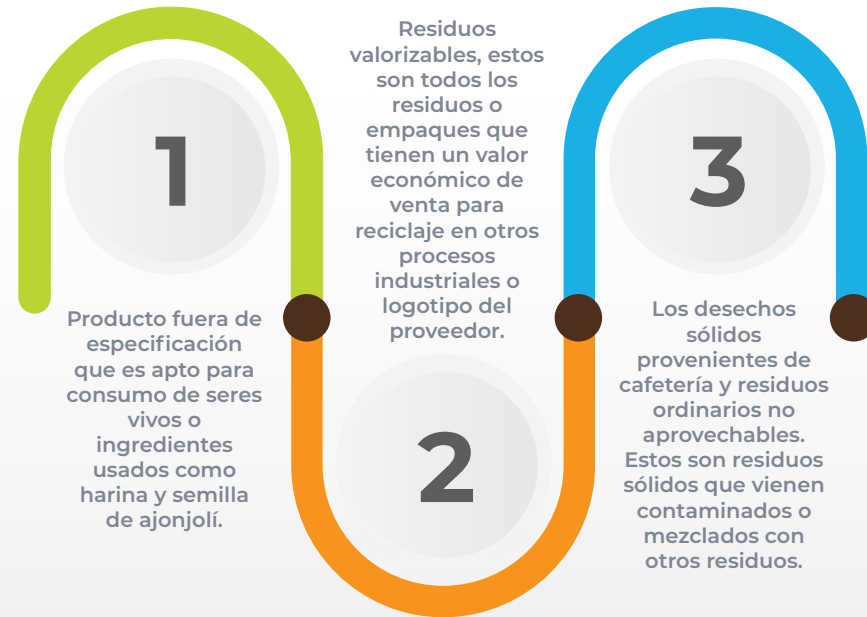 1
Producto fuera de
especificación
que es apto para
consumo de seres
vivos o
ingredientes
usados como
harina y semilla
de ajonjolí.
Residuos
valorizables, estos
son todos los
residuos o
empaques que
tienen un valor
económico de
venta para
reciclaje en otros
procesos
industriales o
logotipo del
proveedor.
2
3
Los desechos
sólidos
provenientes de
cafetería y residuos
ordinarios no
aprovechables.
Estos son residuos
sólidos que vienen
contaminados o
mezclados con
otros residuos.